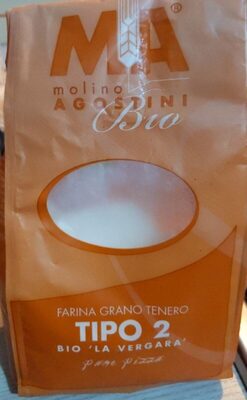 MA®
molino
AGOSTINI
Bio
FARINA GRANO TENERO
TIPO 2
BIO 'LA VERGARA'
pane pizza